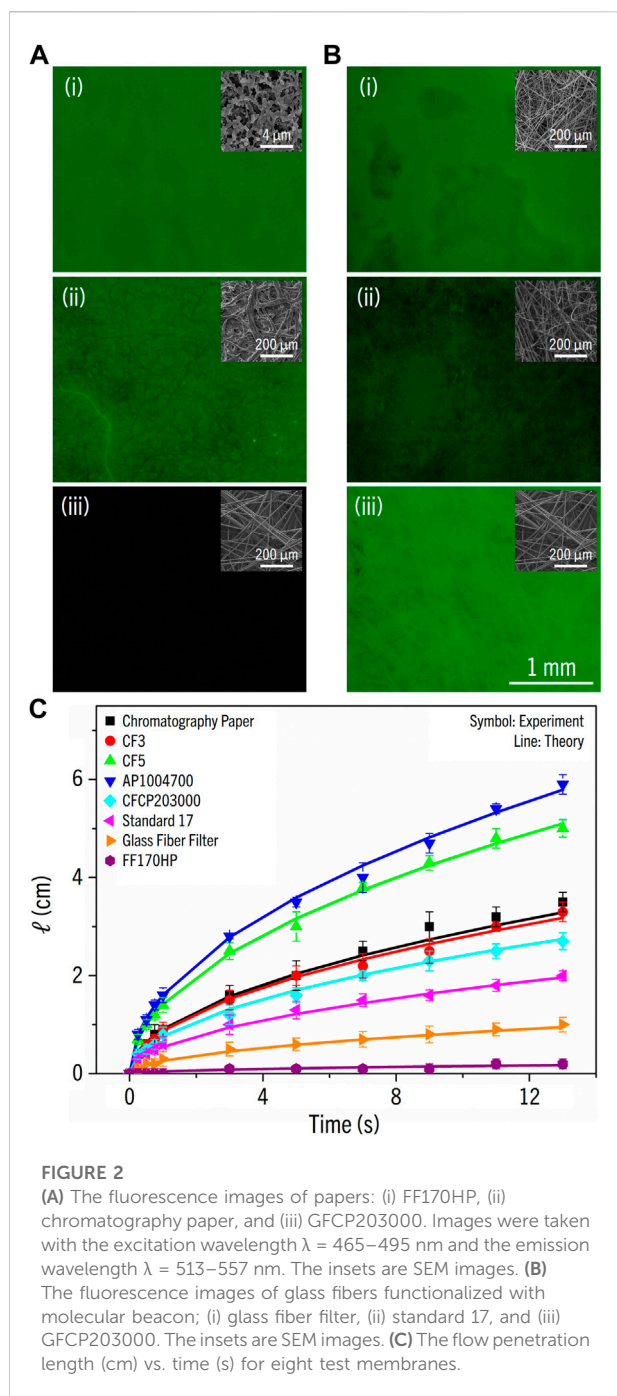 A
B
(i)
4 μm
(i)
200 μm
(ii)
200 μm
(ii)
200 μm
(iii)
200 μm
(iii)
200 μm
1 mm
C
Chromatography Paper
CF3
CF5
AP1004700
CFCP203000
Standard 17
Glass Fiber Filter
FF170HP
Symbol: Experiment
Line: Theory
6
4
2
0
ℓ (cm)
0
4
8
12
Time (s)
FIGURE 2
(A) The fluorescence images of papers: (i) FF170HP, (ii)
chromatography paper, and (iii) GFCP203000. Images were taken
with the excitation wavelength λ = 465–495 nm and the emission
wavelength λ = 513–557 nm. The insets are SEM images. (B)
The fluorescence images of glass fibers functionalized with
molecular beacon; (i) glass fiber filter, (ii) standard 17, and (iii)
GFCP203000. The insets are SEM images. (C) The flow penetration
length (cm) vs. time (s) for eight test membranes.